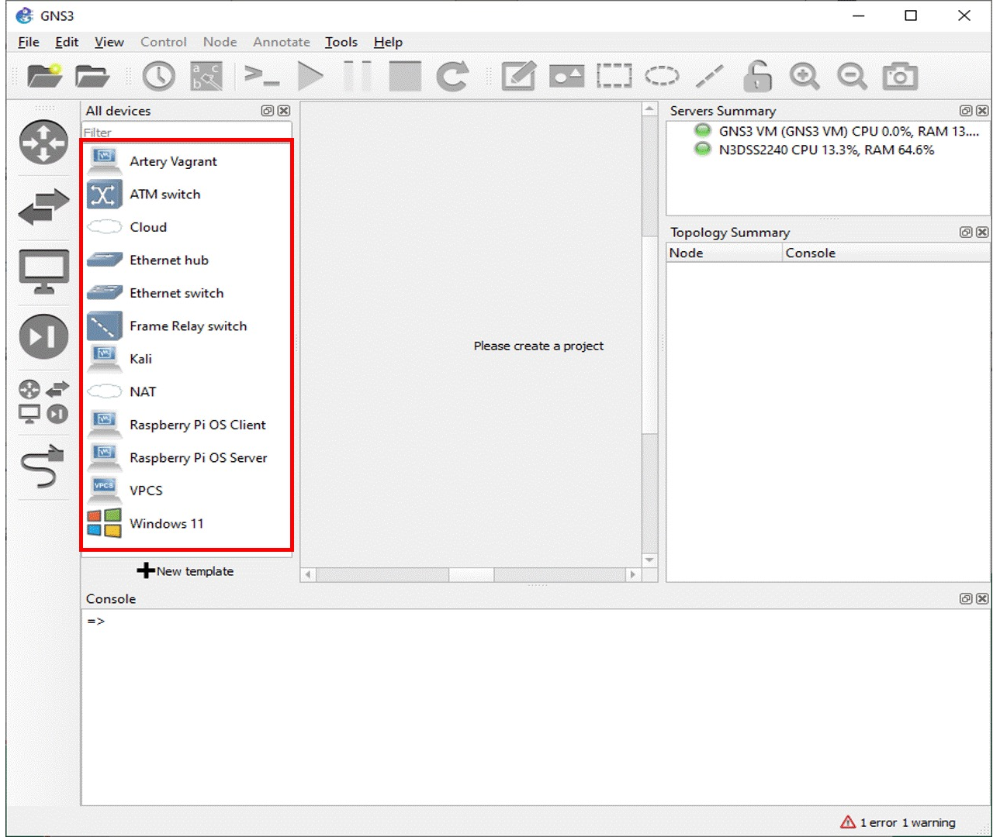 GNS3
File Edit View Control Node Annotate Tools Help
All devices
Filter
Artery Vagrant
ATM switch
Cloud
Ethernet hub
Ethernet switch
Frame Relay switch
Kali
NAT
Raspberry Pi OS Client
Raspberry Pi OS Server
VPCS
VPCS
Windows 11
New template
Please create a project
Servers Summary
GNS3 VM (GNS3 VM) CPU 0.0%, RAM 13....
N3DSS2240 CPU 13.3%, RAM 64.6%
Topology Summary
Node Console
Console
=>
1 error 1 warning